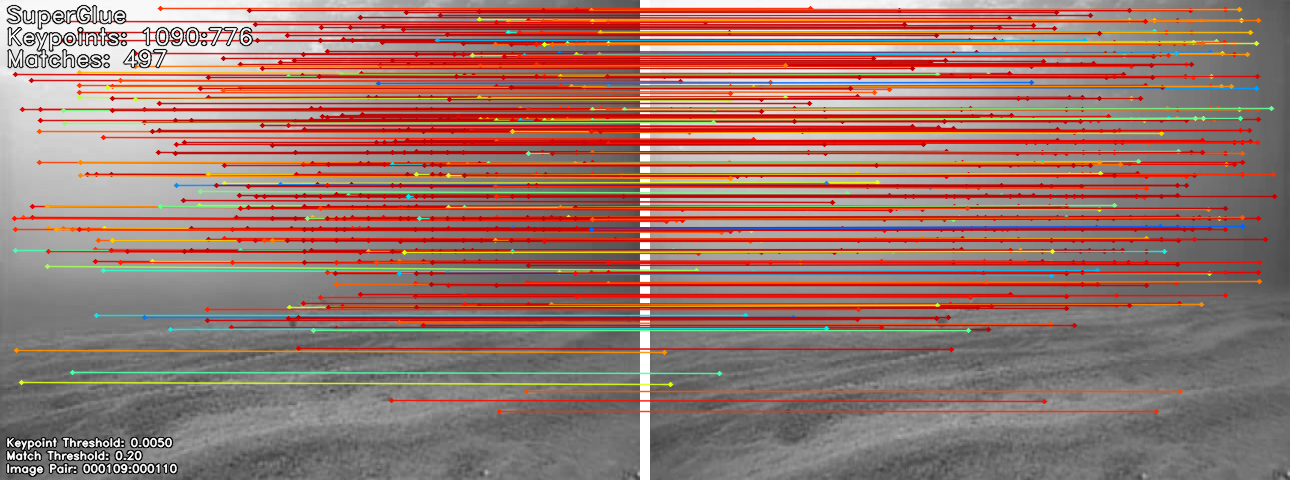 SuperGlue
Keypoints: 1090:776
Matches: 497
Keypoint Threshold: 0.0050
Match Threshold: 0.20
Image Pair: 000109:000110